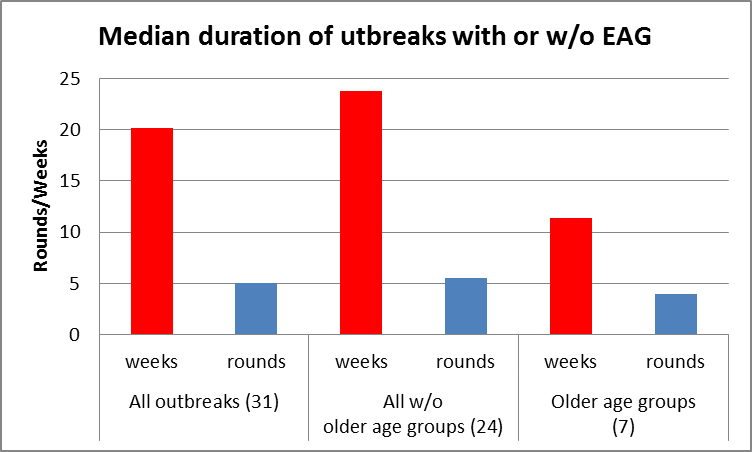 Median duration of utbreaks with or w/o EAG
Rounds/Weeks
25
20
15
10
5
0
weeks rounds weeks rounds weeks rounds
All outbreaks (31) All w/o Older age groups
older age groups (24) (7)